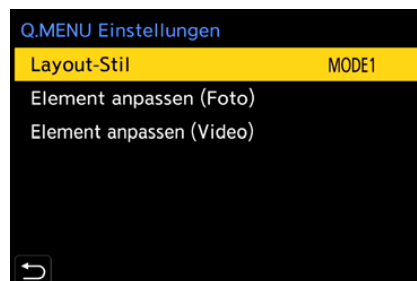 Q.MENU Einstellungen
Layout-Stil MODE1
Element anpassen (Foto)
Element anpassen (Video)